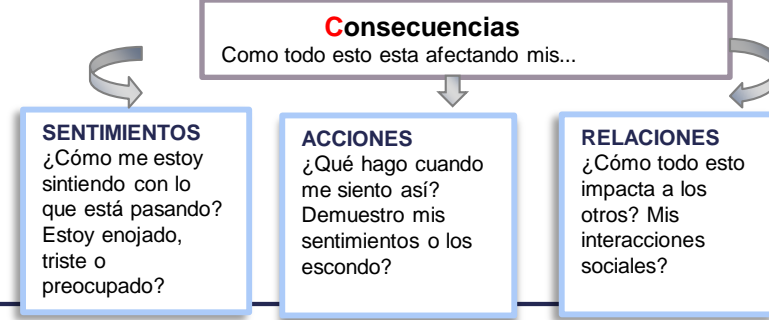 Consecuencias
Como todo esto esta afectando mis...
SENTIMIENTOS
¿Cómo me estoy
sintiendo con lo
que está pasando?
Estoy enojado,
triste o
preocupado?
ACCIONES
¿Qué hago cuando
me siento así?
Demuestro mis
sentimientos o los
escondo?
RELACIONES
¿Cómo todo esto
impacta a los
otros? Mis
interacciones
sociales?